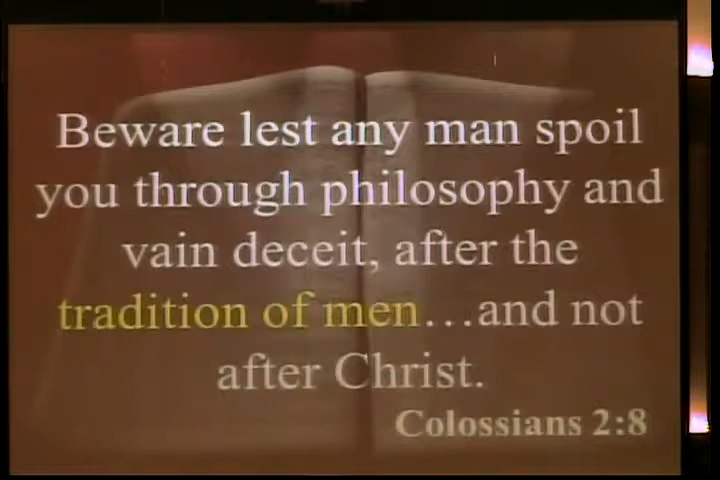 Beware lest any man spoil
you through philosophy and
vain deceit, after the
tradition of men...and not
after Christ.
Colossians 2:8